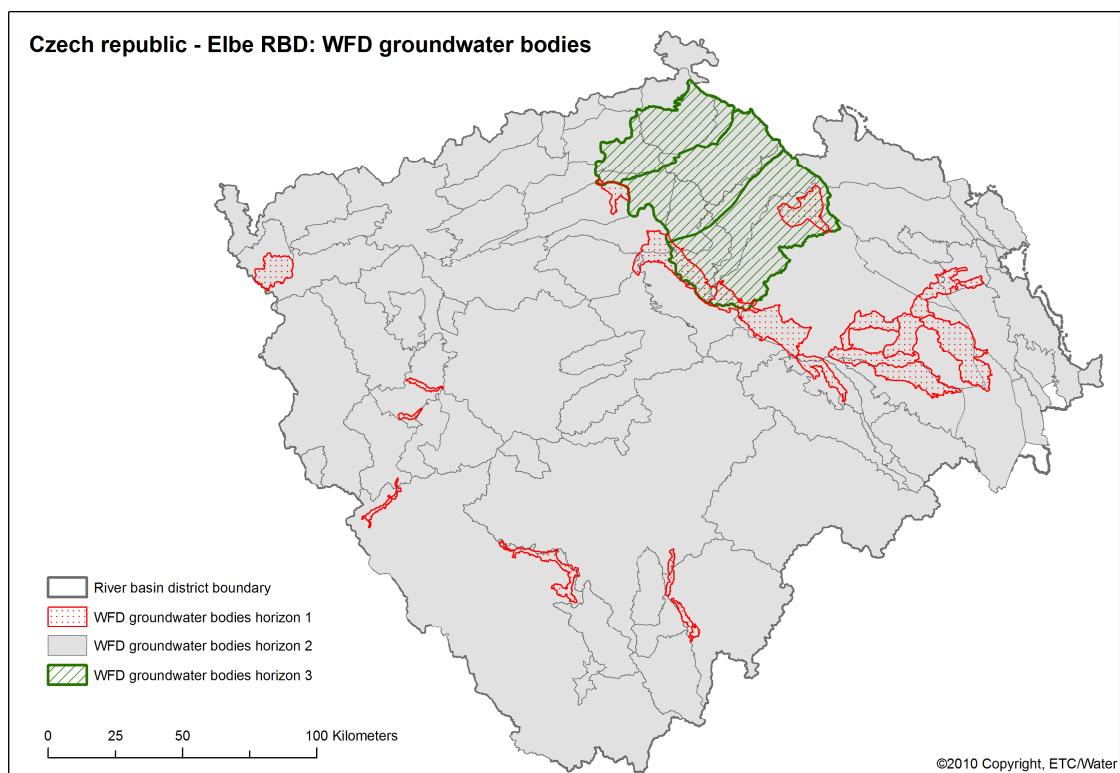 Czech republic - Elbe RBD: WFD groundwater bodies
River basin district boundary
WFD groundwater bodies horizon 1
WFD groundwater bodies horizon 2
WFD groundwater bodies horizon 3
0 25 50 100 Kilometers
©2010 Copyright, ETC/Water